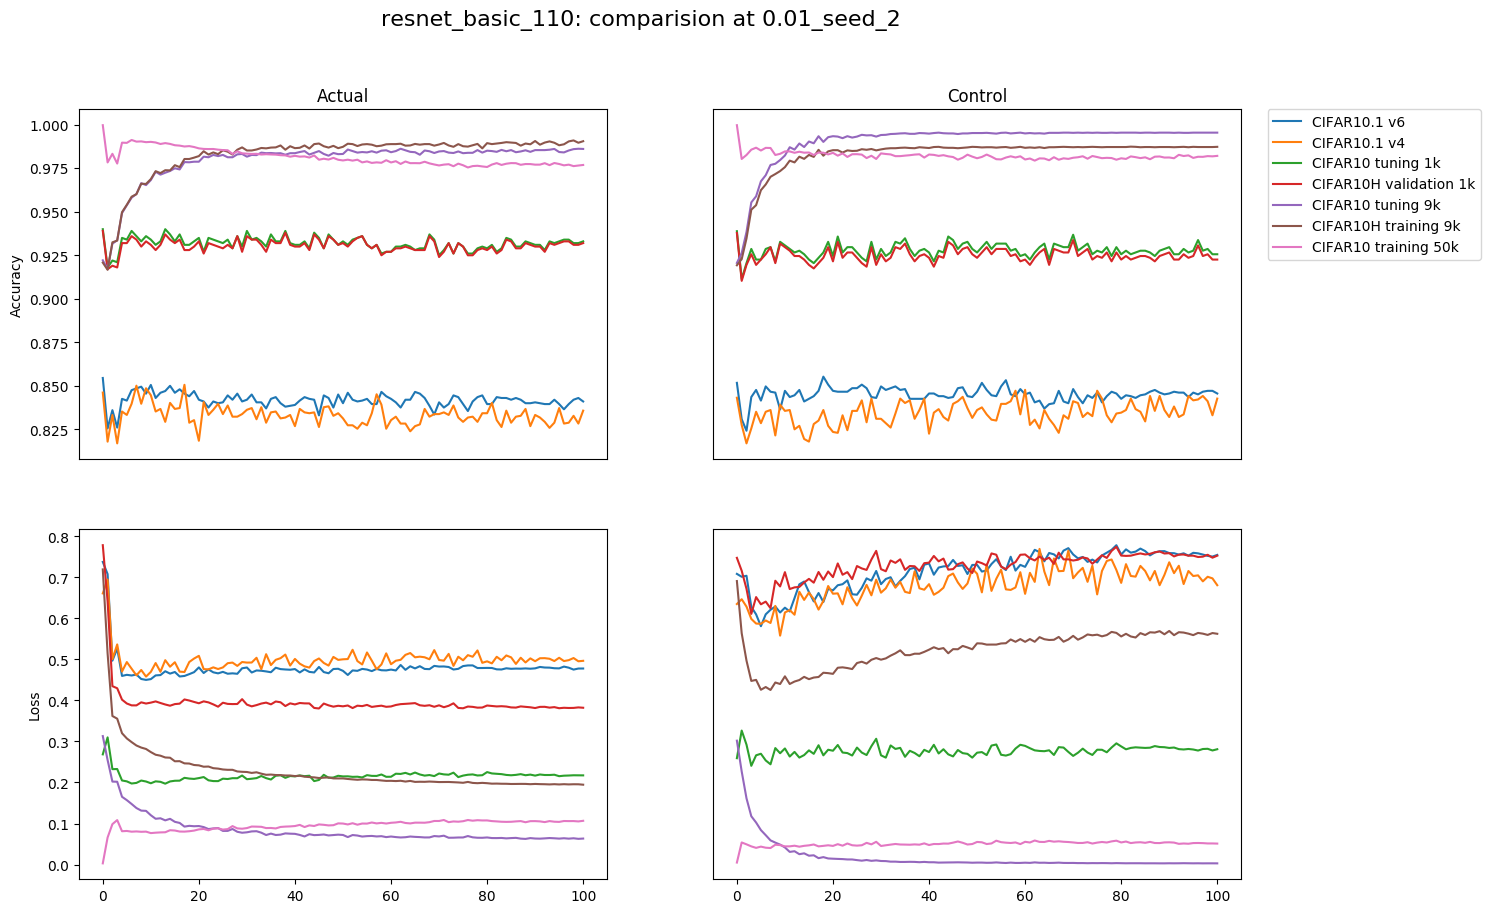 resnet_basic_110: comparision at 0.01_seed_2
Actual
Control
1.000
0.975
0.950
0.925
0.900
0.875
0.850
0.825
Accuracy
CIFAR10.1 v6
CIFAR10.1 v4
CIFAR10 tuning 1k
CIFAR10H validation 1k
CIFAR10 tuning 9k
CIFAR10H training 9k
CIFAR10 training 50k
0.8
0.7
0.6
0.5
0.4
0.3
0.2
0.1
0.0
Loss
0 20 40 60 80 100
0 20 40 60 80 100